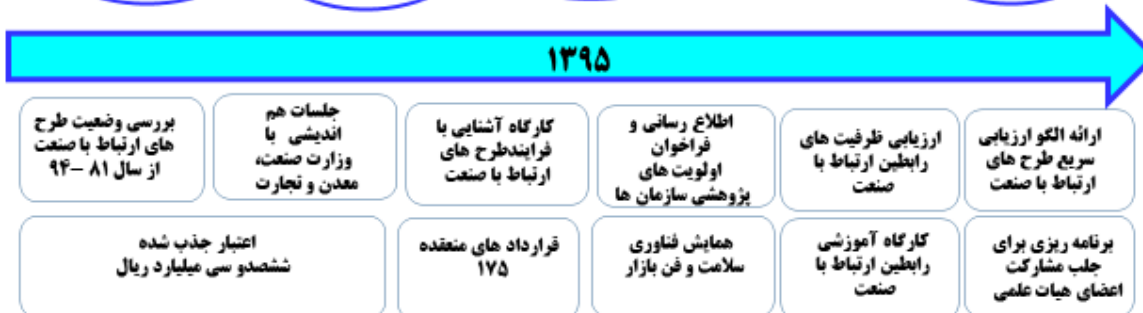 ۱۳۹۵
ارائه الگو ارزیابی
سریع طرح های
ارتباط با صنعت
ارزیابی ظرفیت های
رابطین ارتباط با
صنعت
اطلاع رسانی و
فراخوان
اولویت های
پژوهشی سازمان ها
کارگاه آشنایی با
فرایندطرح های
ارتباط با صنعت
جلسات هم
اندیشی با
وزارت صنعت،
معدن و تجارت
بررسی وضعیت طرح
های ارتباط با صنعت
از سال ۸۱ –۹۴
برنامه ریزی برای
جلب مشارکت
اعضای هیات علمی
کارگاه آموزشی
رابطین ارتباط با
صنعت
همایش فناوری
سلامت و فن بازار
قرارداد های منعقده
۱۷۵
اعتبار جذب شده
ششصدو سی میلیارد ریال